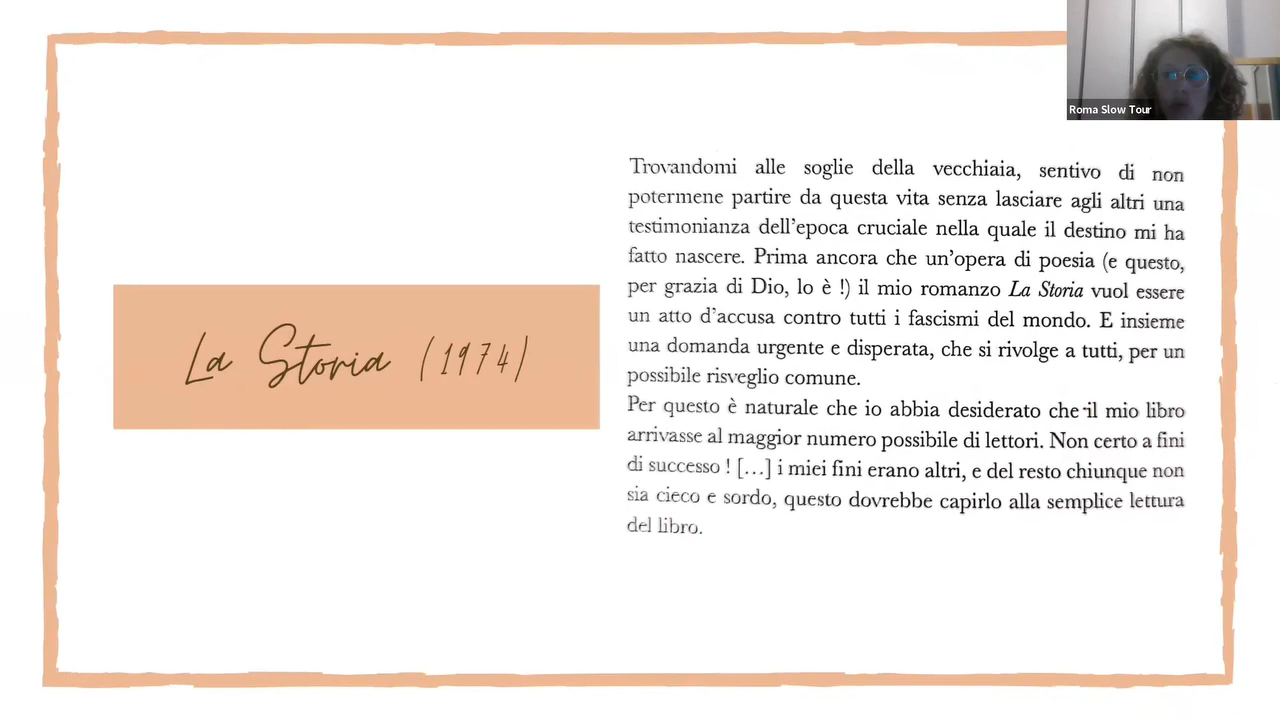 Roma Slow Tour
La Storia (1974)
Trovandomi alle soglie della vecchiaia, sentivo di non
potermene partire da questa vita senza lasciare agli altri una
testimonianza dell'epoca cruciale nella quale il destino mi ha
fatto nascere. Prima ancora che un'opera di poesia (e questo,
per grazia di Dio, lo è !) il mio romanzo La Storia vuol essere
un atto d'accusa contro tutti i fascismi del mondo. E insieme
una domanda urgente e disperata, che si rivolge a tutti, per un
possibile risveglio comune.
Per questo è naturale che io abbia desiderato che il mio libro
arrivasse al maggior numero possibile di lettori. Non certo a fini
di successo ! [...] i miei fini erano altri, e del resto chiunque non
sia cieco e sordo, questo dovrebbe capirlo alla semplice lettura
del libro.